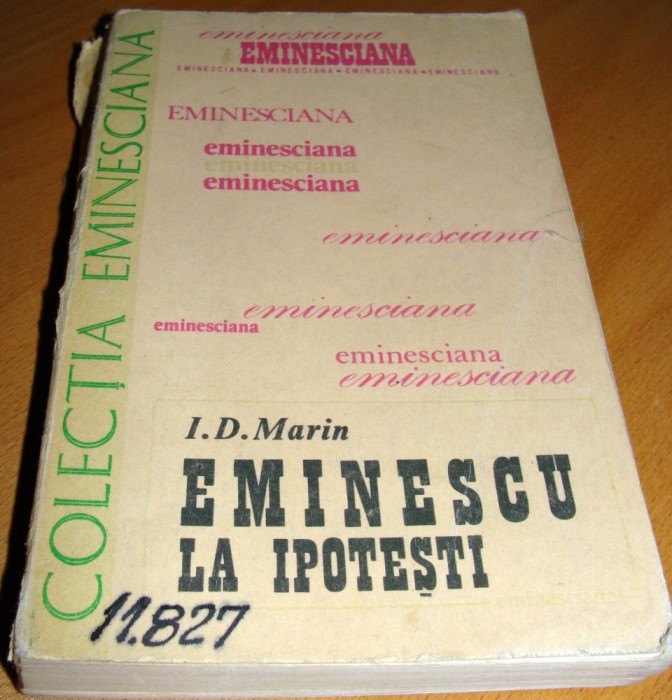 COLECȚIA EMINESCIANA
eminesciana
EMINESCIANA
EMINESCIANA • EMINESCIANA • EMINESCIANA • EMINESCIANA
EMINESCIANA
eminesciana
eminesciana
eminesciana
eminesciana
eminesciana
eminesciana
eminesciana
eminesciana
I.D.Marin
EMINESCU
LA IPOTEȘTI
eminesciana
11.827